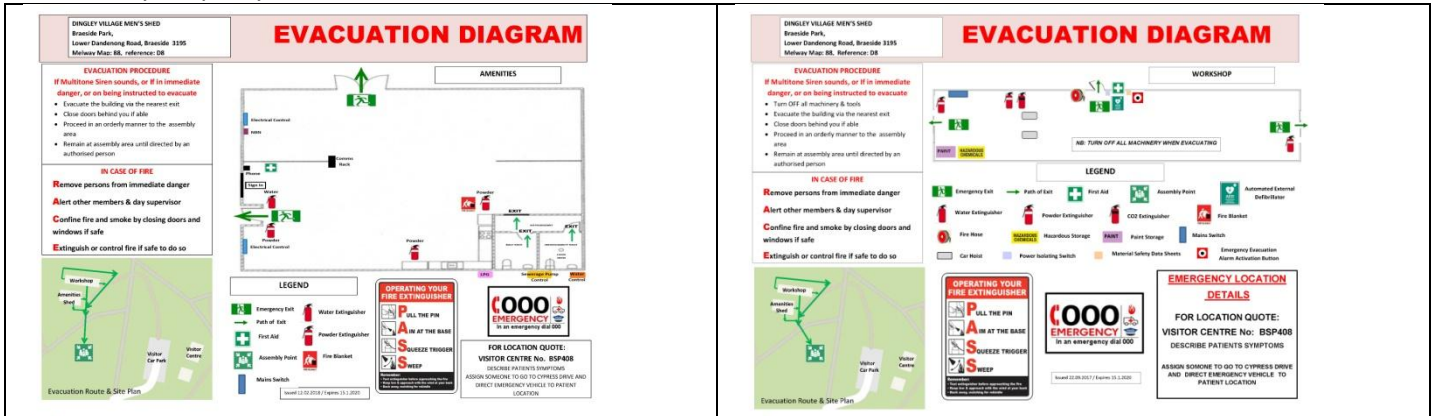 DINGLEY VILLAGE MEN'S SHED
Braeside Park,
Lower Dandenong Road, Braeside 3195
Melway Map: 88, reference: D8
EVACUATION DIAGRAM
EVACUATION PROCEDURE
If Multitone Siren sounds, or If in immediate
danger, or on being instructed to evacuate
• Evacuate the building via the nearest exit
• Close doors behind you if able
• Proceed in an orderly manner to the assembly
area
• Remain at assembly area until directed by an
authorised person
IN CASE OF FIRE
Remove persons from immediate danger
Alert other members & day supervisor
Confine fire and smoke by closing doors and
windows if safe
Extinguish or control fire if safe to do so
AMENITIES
Electrical Control
Comms
Rack
Phone
Sign In
Water
Powder
Electrical Control
Powder
Powder
EXIT
EXIT
EXIT
LPG
Sewerage Pump
Control
Water
Control
Workshop
Amenities
Shed
Visitor
Car Park
Visitor
Centre
Evacuation Route & Site Plan
LEGEND
Emergency Exit
Water Extinguisher
Path of Exit
First Aid
Powder Extinguisher
Assembly Point
Fire Blanket
Mains Switch
OPERATING YOUR
FIRE EXTINGUISHER
PULL THE PIN
AIM AT THE BASE
SQUEEZE TRIGGER
SWEEP
Remember:
000
EMERGENCY
In an emergency dial 000
FOR LOCATION QUOTE:
VISITOR CENTRE No. BSP408
DESCRIBE PATIENTS SYMPTOMS
ASSIGN SOMEONE TO GO TO CYPRESS DRIVE AND
DIRECT EMERGENCY VEHICLE TO PATIENT
LOCATION
DINGLEY VILLAGE MEN'S SHED
Braeside Park,
Lower Dandenong Road, Braeside 3195
Melway Map: 88, Reference: D8
EVACUATION DIAGRAM
EVACUATION PROCEDURE
If Multitone Siren sounds, or If in immediate
danger, or on being instructed to evacuate
• Turn OFF all machinery & tools
• Evacuate the building via the nearest exit
• Close doors behind you if able
• Proceed in an orderly manner to the assembly
area
• Remain at assembly area until directed by an
authorised person
IN CASE OF FIRE
Remove persons from immediate danger
Alert other members & day supervisor
Confine fire and smoke by closing doors and
windows if safe
Extinguish or control fire if safe to do so
WORKSHOP
PAINT
HAZARDOUS
CHEMICALS
NB: TURN OFF ALL MACHINERY WHEN EVACUATING
LEGEND
Emergency Exit
Path of Exit
First Aid
Assembly Point
Automated External
Defibrillator
Water Extinguisher
Powder Extinguisher
CO2 Extinguisher
Fire Blanket
Fire Hose
HAZARDOUS
CHEMICALS
Hazardous Storage
PAINT
Paint Storage
Mains Switch
Car Hoist
Power Isolating Switch
Material Safety Data Sheets
Emergency Evacuation
Alarm Activation Button
Workshop
Amenities
Shed
Visitor
Car Park
Visitor
Centre
Evacuation Route & Site Plan
OPERATING YOUR
FIRE EXTINGUISHER
PULL THE PIN
AIM AT THE BASE
SQUEEZE TRIGGER
SWEEP
Remember:
000
EMERGENCY
In an emergency dial 000
EMERGENCY LOCATION
DETAILS
FOR LOCATION QUOTE:
VISITOR CENTRE No: BSP408
DESCRIBE PATIENTS SYMPTOMS
ASSIGN SOMONE TO GO TO CYPRESS DRIVE
AND DIRECT EMERGENCY VEHICLE TO
PATIENT LOCATION